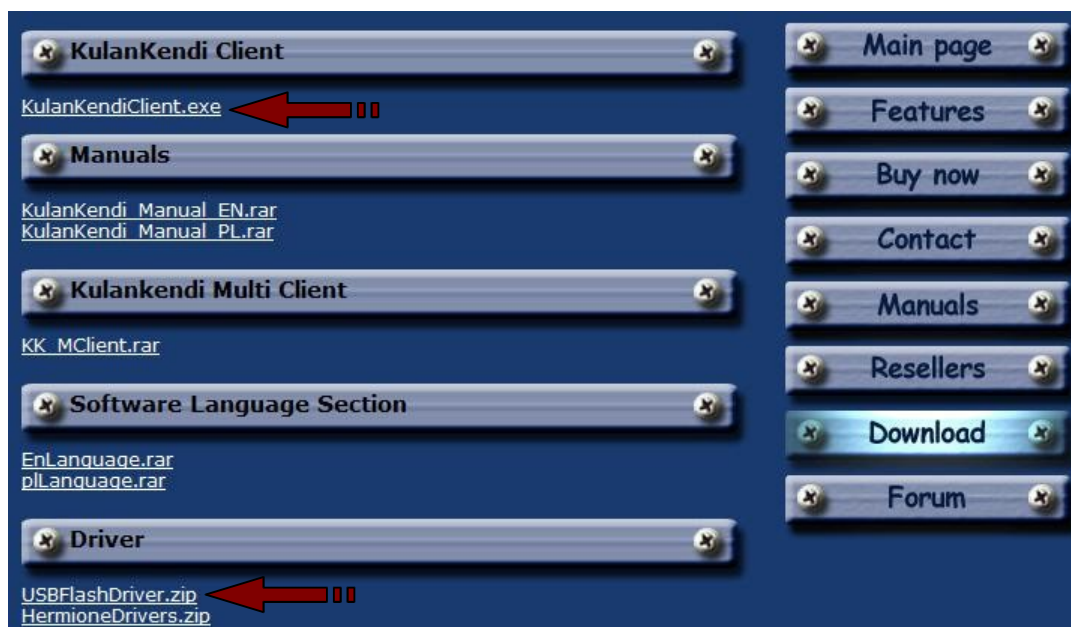 KulanKendi Client
KulanKendiClient.exe
Manuals
KulanKendi_Manual_EN.rar
KulanKendi_Manual_PL.rar
Kulankendi Multi Client
KK_MClient.rar
Software Language Section
EnLanguage.rar
plLanguage.rar
Driver
USBFlashDriver.zip
HermioneDrivers.zip
Main page
Features
Buy now
Contact
Manuals
Resellers
Download
Forum